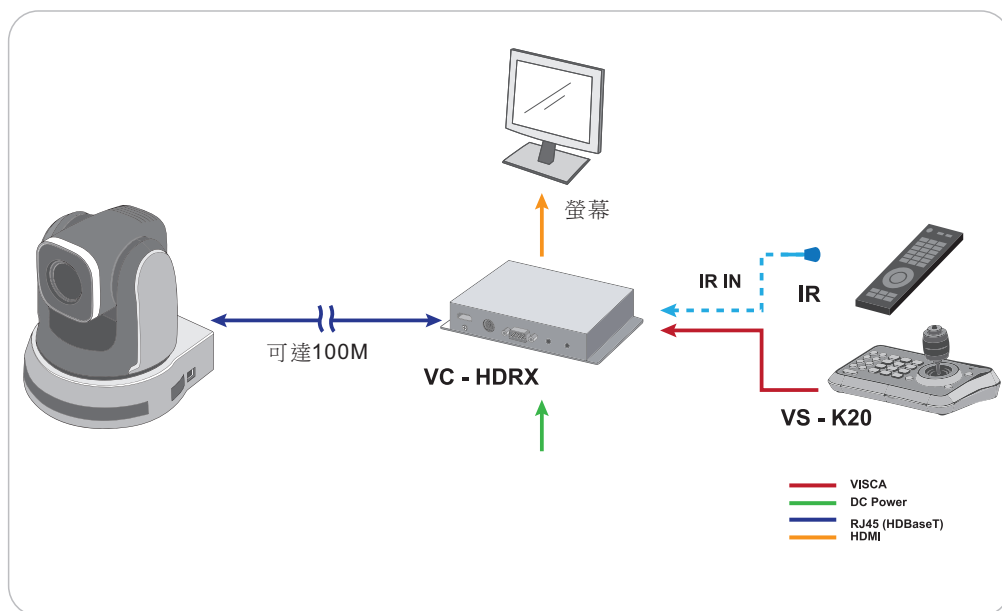 螢幕
IR IN
IR
可達100M
VC - HDRX
VS - K20
VISCA
DC Power
RJ45 (HDBaseT)
HDMI